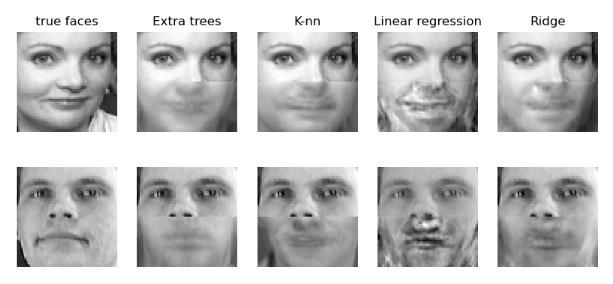 true faces Extra trees K-nn Linear regression Ridge